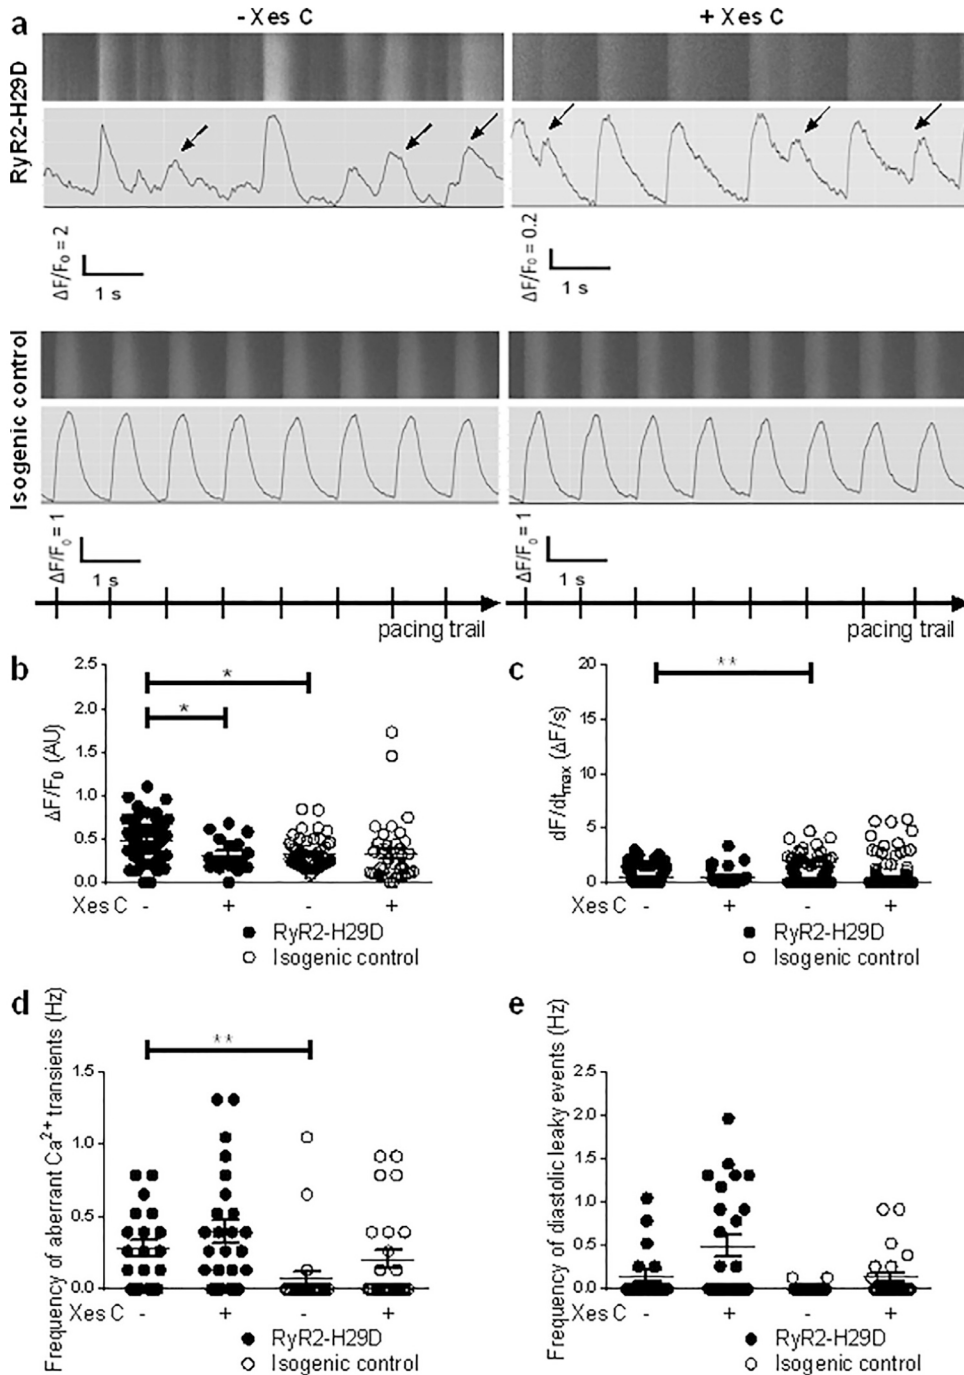 a
- Xes C
+ Xes C
RyR2-H29D
ΔF/F₀ = 2
1 s
ΔF/F₀ = 0.2
1 s
Isogenic control
ΔF/F₀ = 1
1 s
ΔF/F₀ = 1
1 s
pacing trail
pacing trail
b
ΔF/F₀ (AU)
2.5
2.0
1.5
1.0
0.5
0.0
*
*
Xes C - + - +
RyR2-H29D
Isogenic control
c
dF/dtmax (ΔF/s)
20
15
10
5
0
**
Xes C - + - +
RyR2-H29D
Isogenic control
d
Frequency of aberrant Ca²⁺ transients (Hz)
1.5
1.0
0.5
0.0
**
Xes C - + - +
RyR2-H29D
Isogenic control
e
Frequency of diastolic leaky events (Hz)
2.5
2.0
1.5
1.0
0.5
0.0
Xes C - + - +
RyR2-H29D
Isogenic control